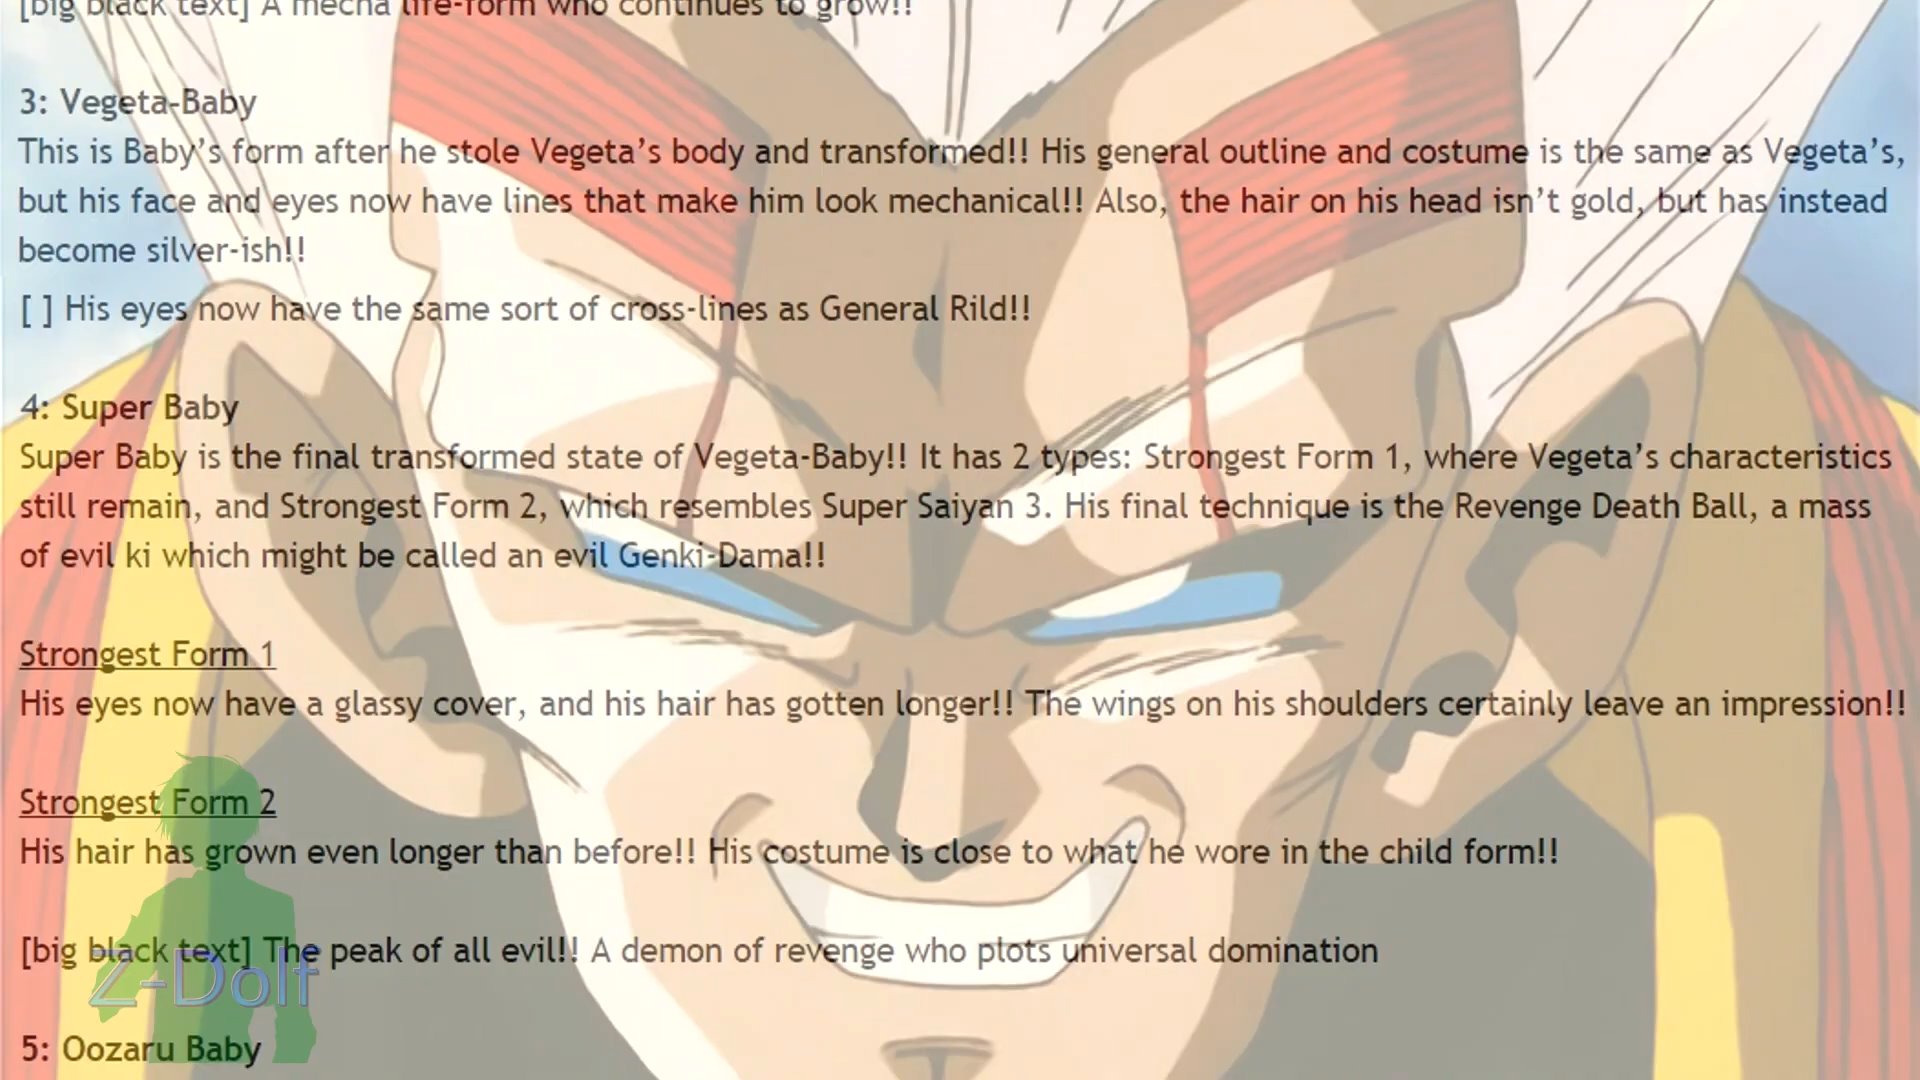 [big black text] A mecha life-form who continues to grow!!
3: Vegeta-Baby
This is Baby’s form after he stole Vegeta’s body and transformed!! His general outline and costume is the same as Vegeta’s,
but his face and eyes now have lines that make him look mechanical!! Also, the hair on his head isn’t gold, but has instead
become silver-ish!!
[ ] His eyes now have the same sort of cross-lines as General Rild!!
4: Super Baby
Super Baby is the final transformed state of Vegeta-Baby!! It has 2 types: Strongest Form 1, where Vegeta’s characteristics
still remain, and Strongest Form 2, which resembles Super Saiyan 3. His final technique is the Revenge Death Ball, a mass
of evil ki which might be called an evil Genki-Dama!!
Strongest Form 1
His eyes now have a glassy cover, and his hair has gotten longer!! The wings on his shoulders certainly leave an impression!!
Strongest Form 2
His hair has grown even longer than before!! His costume is close to what he wore in the child form!!
[big black text] The peak of all evil!! A demon of revenge who plots universal domination
Z-Dolf
5: Oozaru Baby